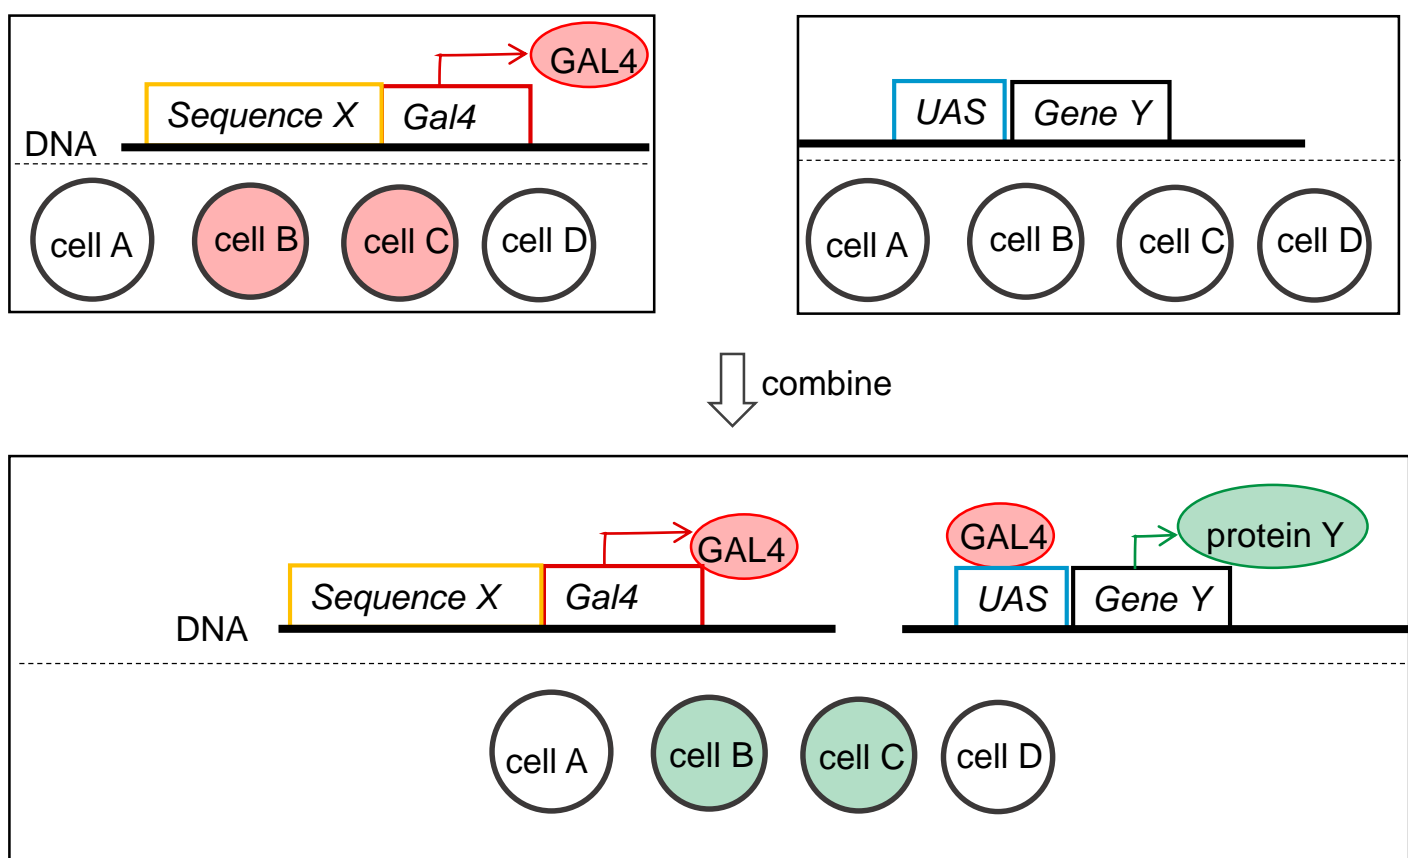 GAL4
Sequence X
Gal4
DNA
cell A
cell B
cell C
cell D
UAS
Gene Y
cell A
cell B
cell C
cell D
combine
GAL4
Sequence X
Gal4
DNA
GAL4
protein Y
UAS
Gene Y
cell A
cell B
cell C
cell D